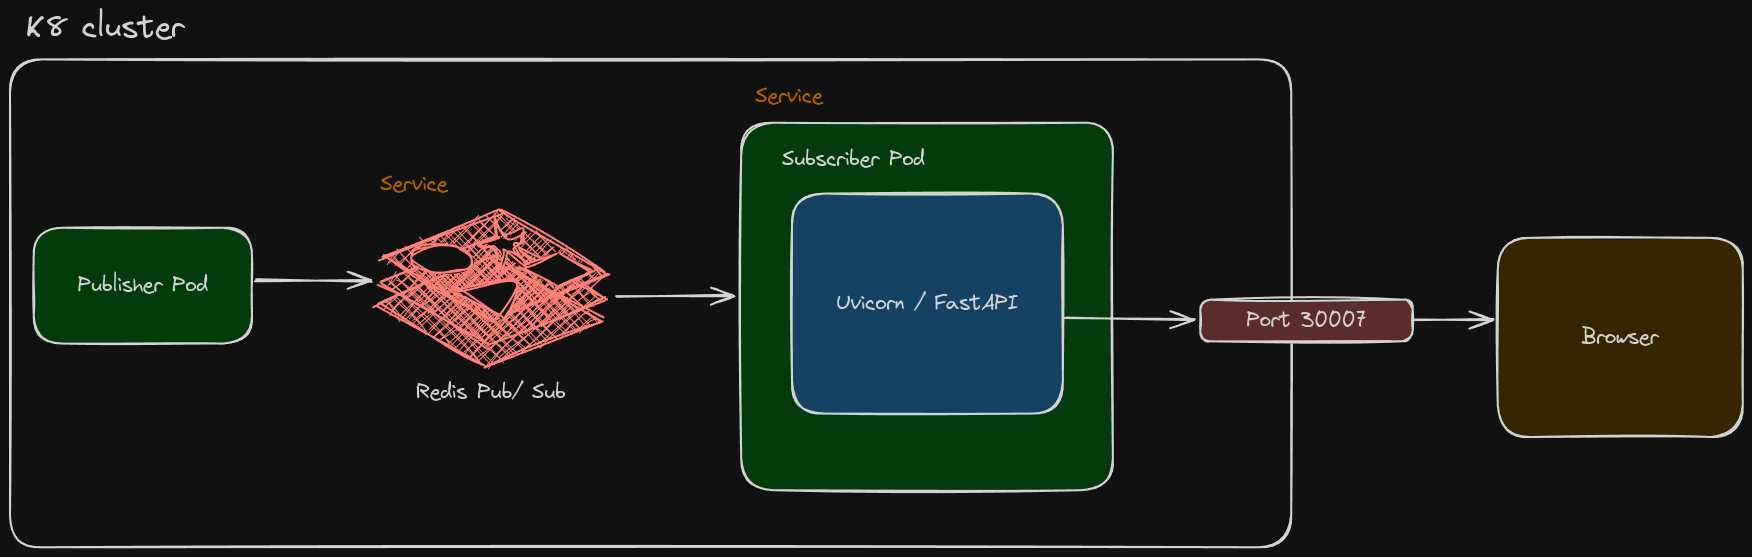 K8 cluster
Service
Subscriber Pod
Service
Publisher Pod
Uvicorn / FastAPI
Port 30007
Browser
Redis Pub/ Sub